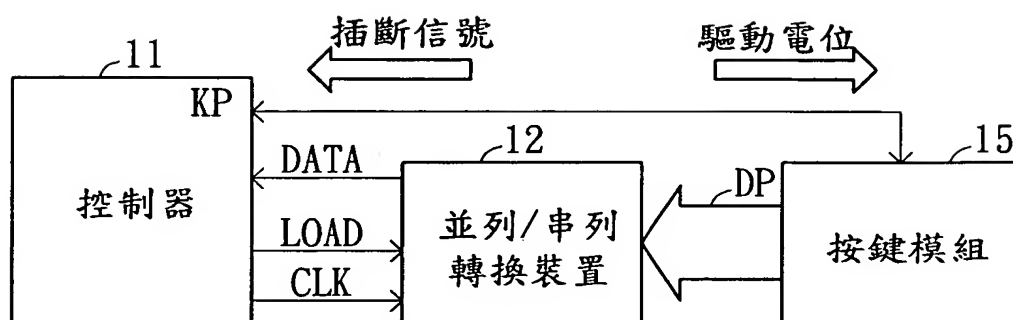 插斷信號
驅動電位
11
KP
12
15
DATA
DP
控制器
LOAD
並列/串列
轉換裝置
按鍵模組
CLK